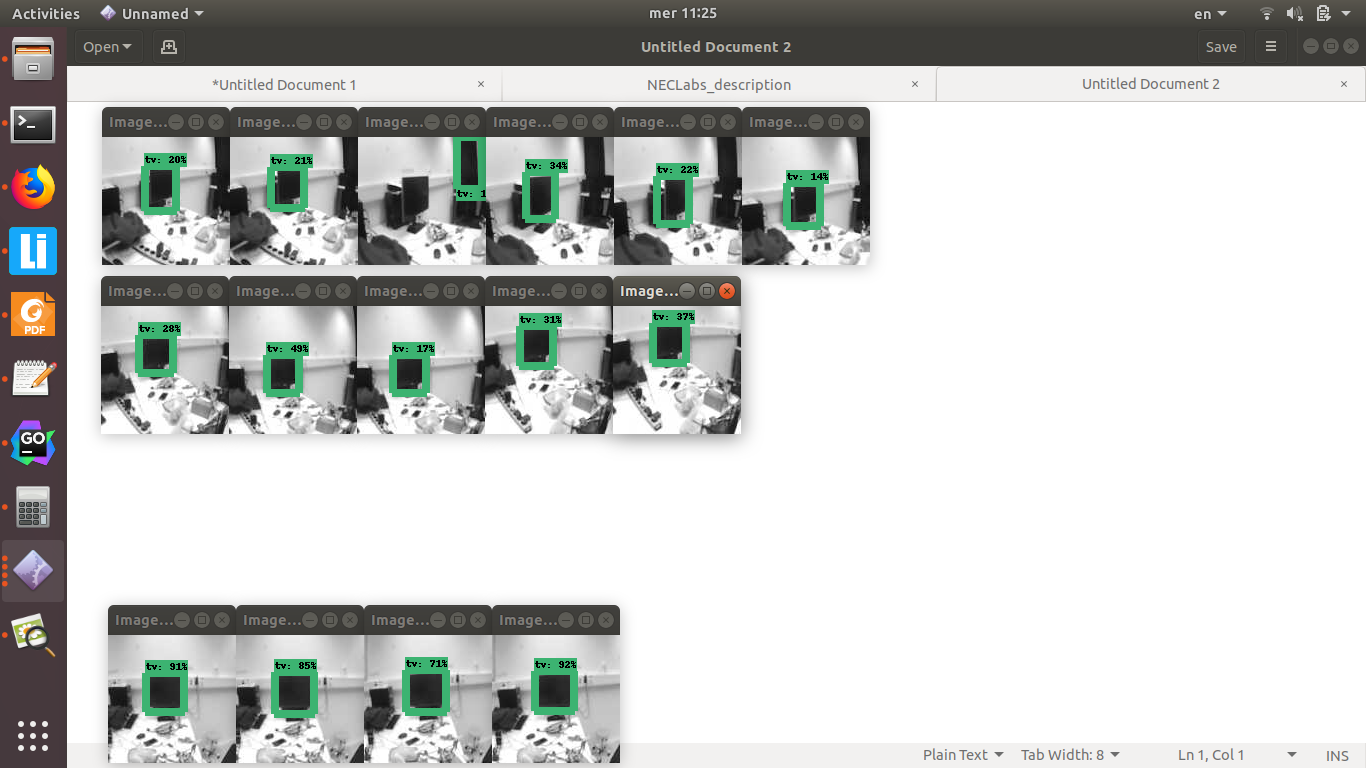 Activities Unnamed mer 11:25 en
Open Untitled Document 2 Save
*Untitled Document 1 NECLabs_description Untitled Document 2
Image... Image... Image... Image... Image... Image...
tv: 20% tv: 21% tv: 1 tv: 34% tv: 22% tv: 14%
Image... Image... Image... Image... Image...
tv: 28% tv: 49% tv: 17% tv: 31% tv: 37%
Li
PDF
GO
Image... Image... Image... Image...
tv: 91% tv: 85% tv: 71% tv: 92%
Plain Text Tab Width: 8 Ln 1, Col 1 INS